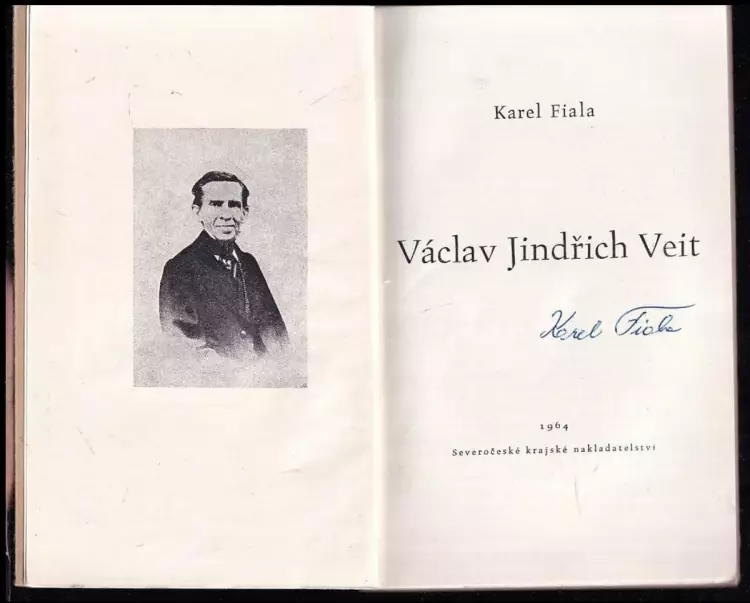 Karel Fiala
Václav Jindřich Veit
Karel Fiala
1964
Severočeské krajské nakladatelství